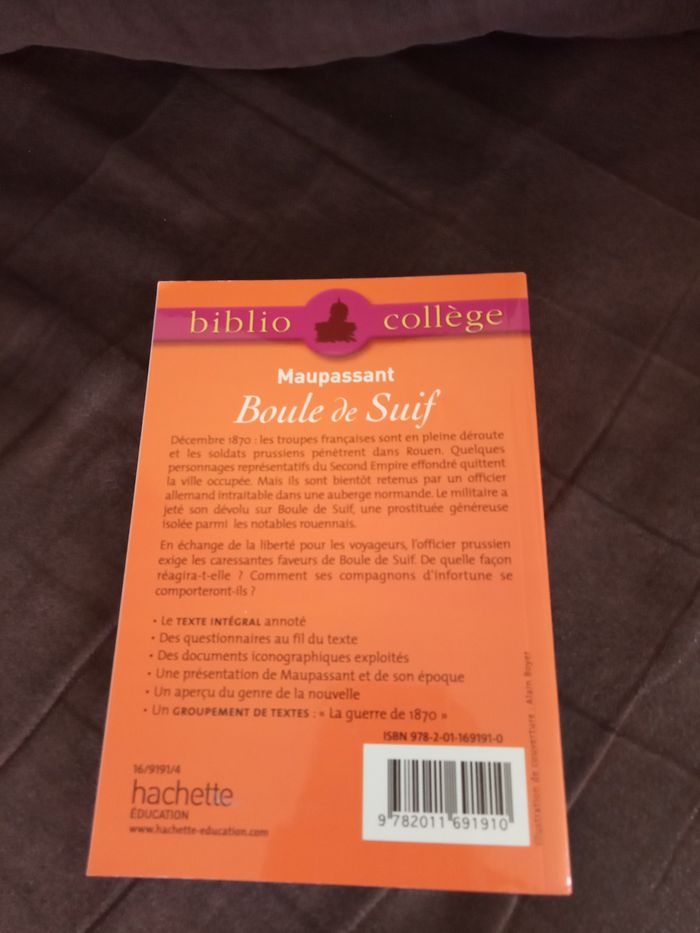 biblio collège
Maupassant
Boule de Suif
Décembre 1870 : les troupes françaises sont en pleine déroute
et les soldats prussiens pénètrent dans Rouen. Quelques
personnages représentatifs du Second Empire effondré quittent
la ville occupée. Mais ils sont bientôt retenus par un officier
allemand intraitable dans une auberge normande. Le militaire a
jeté son dévolu sur Boule de Suif, une prostituée généreuse
isolée parmi les notables rouennais.
En échange de la liberté pour les voyageurs, l'officier prussien
exige les caressantes faveurs de Boule de Suif. De quelle façon
réagira-t-elle ? Comment ses compagnons d'infortune se
comporteront-ils ?
• Le TEXTE INTÉGRAL annoté
• Des questionnaires au fil du texte
• Des documents iconographiques exploités
• Une présentation de Maupassant et de son époque
• Un aperçu du genre de la nouvelle
• Un GROUPEMENT DE TEXTES : « La guerre de 1870 »
ISBN 978-2-01-169191-0
16/9191/4
hachette
ÉDUCATION
www.hachette-education.com
9 782011 691910
Illustration de couverture : Alain Boyer